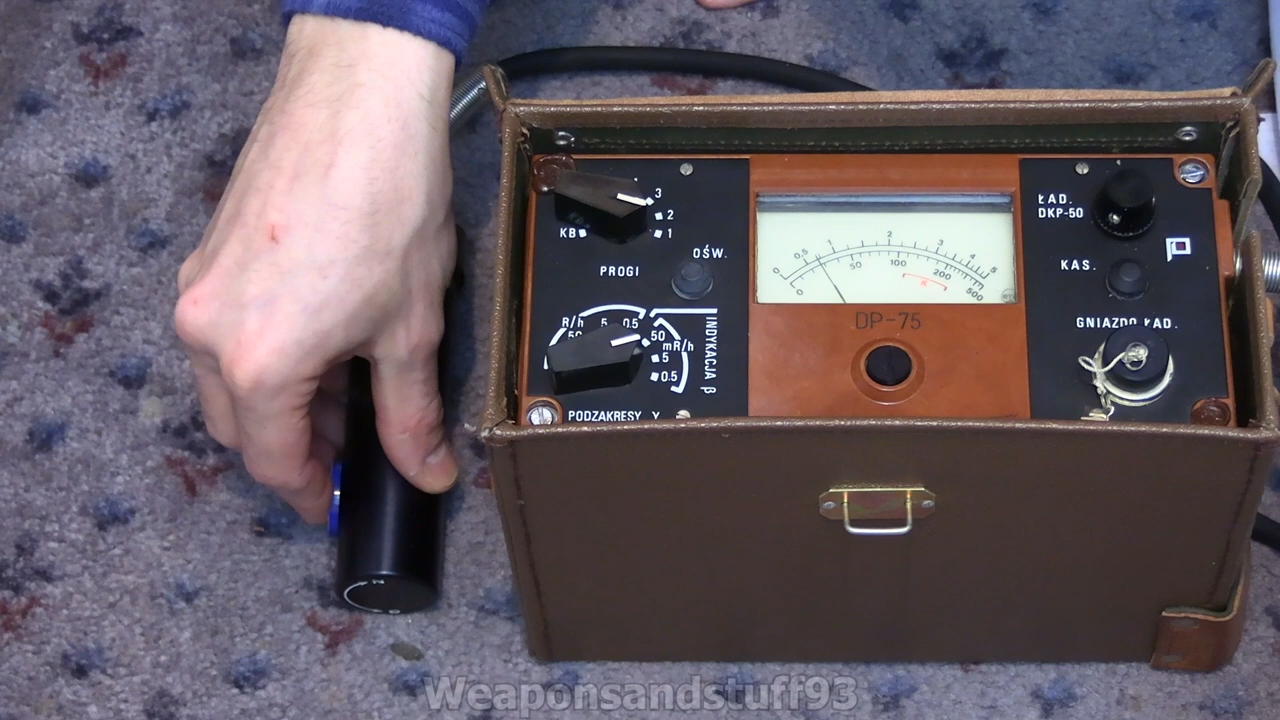 3
2
KB 1
PROGI
OŚW.
R/h 5 0.5
50 50
mR/h
5
0.5
INDYKACJA β
PODZAKRESY γ
0 0.5 1 2 3 4 5
0 50 100 200 500
K
DP-75
ŁAD.
DKP-50
KAS.
GNIAZDO ŁAD.
Weaponsandstuff93